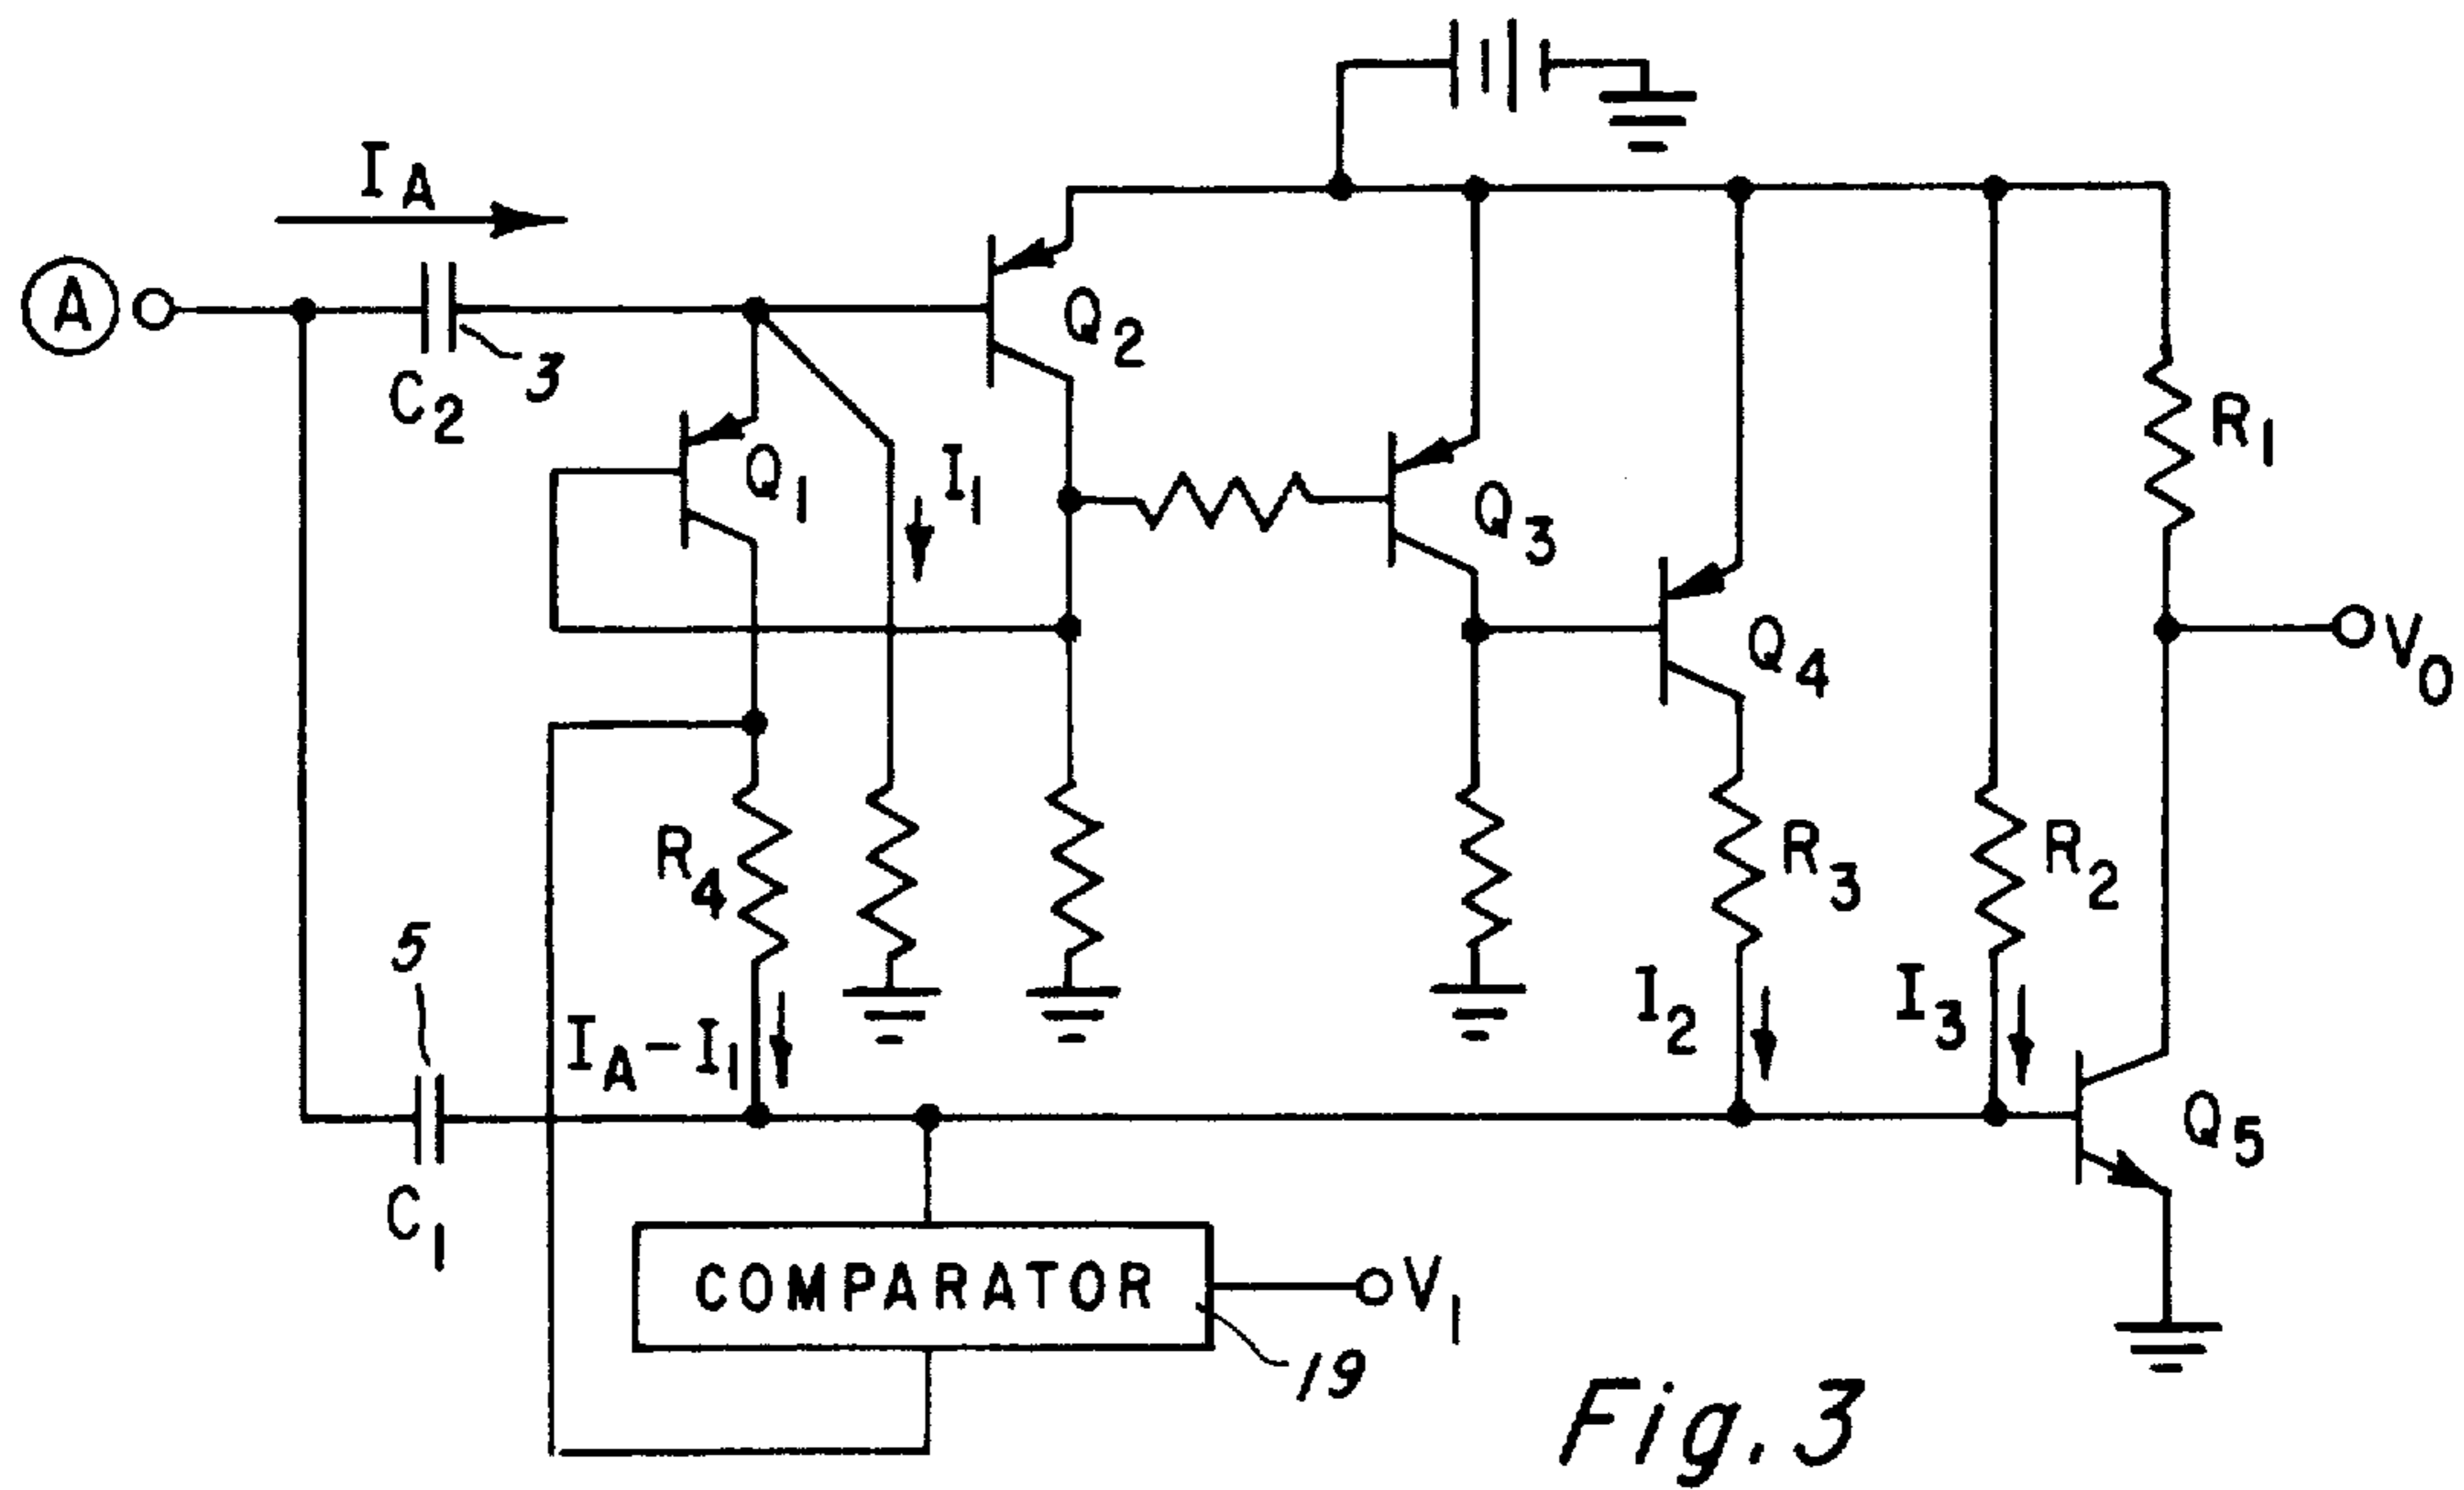 I_A
A
3
C_2
Q_2
Q_1
I_1
Q_3
R_1
Q_4
V_O
R_4
R_3
R_2
5
I_A-I_1
I_2
I_3
C_1
Q_5
COMPARATOR
V_1
19
Fig.3